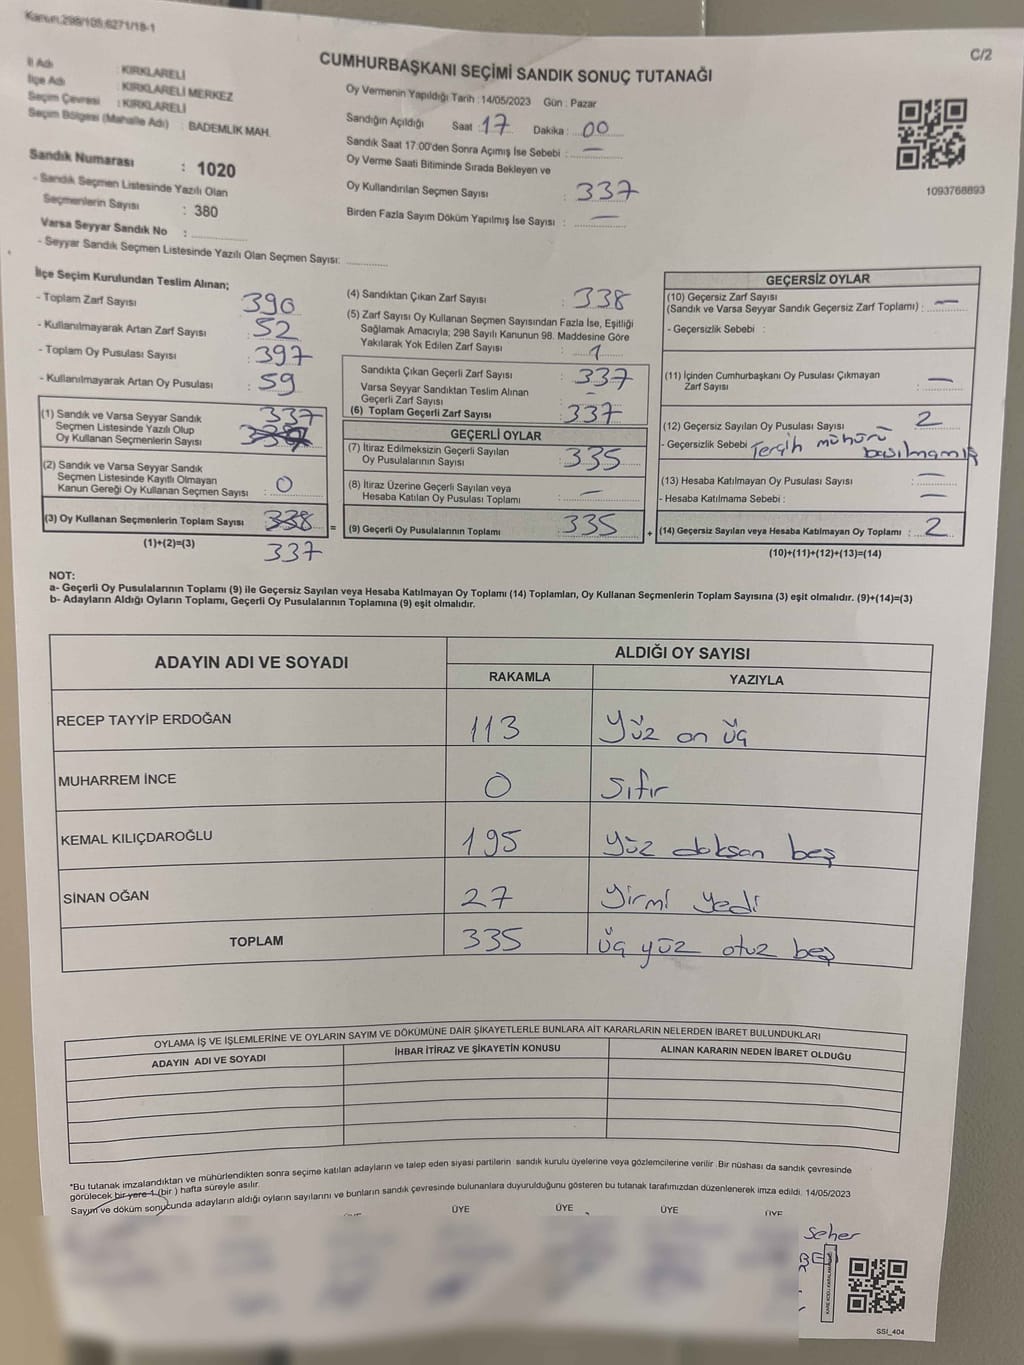 Kanun:298/105;6271/18-1
C/2
CUMHURBAŞKANI SEÇİMİ SANDIK SONUÇ TUTANAĞI
İl Adı : KIRKLARELİ
İlçe Adı : KIRKLARELİ MERKEZ
Seçim Çevresi : KIRKLARELİ
Seçim Bölgesi (Mahalle Adı) : BADEMLİK MAH.
Sandık Numarası : 1020
- Sandık Seçmen Listesinde Yazılı Olan
Seçmenlerin Sayısı : 380
Varsa Seyyar Sandık No :
- Seyyar Sandık Seçmen Listesinde Yazılı Olan Seçmen Sayısı:
Oy Vermenin Yapıldığı Tarih :14/05/2023 Gün : Pazar
Sandığın Açıldığı Saat : 17 Dakika : 00
Sandık Saat 17:00'den Sonra Açımış İse Sebebi : —
Oy Verme Saati Bitiminde Sırada Bekleyen ve
Oy Kullandırılan Seçmen Sayısı : 337
Birden Fazla Sayım Döküm Yapılmış İse Sayısı : —
1093768893
İlçe Seçim Kurulundan Teslim Alınan;
- Toplam Zarf Sayısı : 390
- Kullanılmayarak Artan Zarf Sayısı : 52
- Toplam Oy Pusulası Sayısı : 397
- Kullanılmayarak Artan Oy Pusulası : 59
(1) Sandık ve Varsa Seyyar Sandık 337
Seçmen Listesinde Yazılı Olup
Oy Kullanan Seçmenlerin Sayısı
(2) Sandık ve Varsa Seyyar Sandık
Seçmen Listesinde Kayıtlı Olmayan
Kanun Gereği Oy Kullanan Seçmen Sayısı : 0
(3) Oy Kullanan Seçmenlerin Toplam Sayısı : 338 =
(1)+(2)=(3) 337
(4) Sandıktan Çıkan Zarf Sayısı : 338
(5) Zarf Sayısı Oy Kullanan Seçmen Sayısından Fazla İse, Eşitliği
Sağlamak Amacıyla; 298 Sayılı Kanunun 98. Maddesine Göre
Yakılarak Yok Edilen Zarf Sayısı : 1
Sandıkta Çıkan Geçerli Zarf Sayısı : 337
Varsa Seyyar Sandıktan Teslim Alınan
Geçerli Zarf Sayısı :
(6) Toplam Geçerli Zarf Sayısı : 337
GEÇERLİ OYLAR
(7) İtiraz Edilmeksizin Geçerli Sayılan
Oy Pusulalarının Sayısı : 335
(8) İtiraz Üzerine Geçerli Sayılan veya
Hesaba Katılan Oy Pusulası Toplamı : —
(9) Geçerli Oy Pusulalarının Toplamı : 335 +
GEÇERSİZ OYLAR
(10) Geçersiz Zarf Sayısı
(Sandık ve Varsa Seyyar Sandık Geçersiz Zarf Toplamı) : —
- Geçersizlik Sebebi :
(11) İçinden Cumhurbaşkanı Oy Pusulası Çıkmayan
Zarf Sayısı : —
(12) Geçersiz Sayılan Oy Pusulası Sayısı : 2
- Geçersizlik Sebebi Tercih mühürü basılmamış
(13) Hesaba Katılmayan Oy Pusulası Sayısı : —
- Hesaba Katılmama Sebebi : —
(14) Geçersiz Sayılan veya Hesaba Katılmayan Oy Toplamı : 2
(10)+(11)+(12)+(13)=(14)
NOT:
a- Geçerli Oy Pusulalarının Toplamı (9) ile Geçersiz Sayılan veya Hesaba Katılmayan Oy Toplamı (14) Toplamları, Oy Kullanan Seçmenlerin Toplam Sayısına (3) eşit olmalıdır. (9)+(14)=(3)
b- Adayların Aldığı Oyların Toplamı, Geçerli Oy Pusulalarının Toplamına (9) eşit olmalıdır.
ADAYIN ADI VE SOYADI
ALDIĞI OY SAYISI
RAKAMLA YAZIYLA
RECEP TAYYİP ERDOĞAN 113 Yüz on üç
MUHARREM İNCE 0 Sıfır
KEMAL KILIÇDAROĞLU 195 Yüz doksan beş
SİNAN OĞAN 27 Yirmi yedi
TOPLAM 335 üç yüz otuz beş
OYLAMA İŞ VE İŞLEMLERİNE VE OYLARIN SAYIM VE DÖKÜMÜNE DAİR ŞİKAYETLERLE BUNLARA AİT KARARLARIN NELERDEN İBARET BULUNDUKLARI
ADAYIN ADI VE SOYADI İHBAR İTİRAZ VE ŞİKAYETİN KONUSU ALINAN KARARIN NEDEN İBARET OLDUĞU
*Bu tutanak imzalandıktan ve mühürlendikten sonra seçime katılan adayların ve talep eden siyasi partilerin sandık kurulu üyelerine veya gözlemcilerine verilir. Bir nüshası da sandık çevresinde
görülecek bir yere 1 (bir ) hafta süreyle asılır.
Sayım ve döküm sonucunda adayların aldığı oyların sayılarını ve bunların sandık çevresinde bulunanlara duyurulduğunu gösteren bu tutanak tarafımızdan düzenlenerek imza edildi. 14/05/2023
ÜYE ÜYE ÜYE ÜYE
Seher
SSI_404